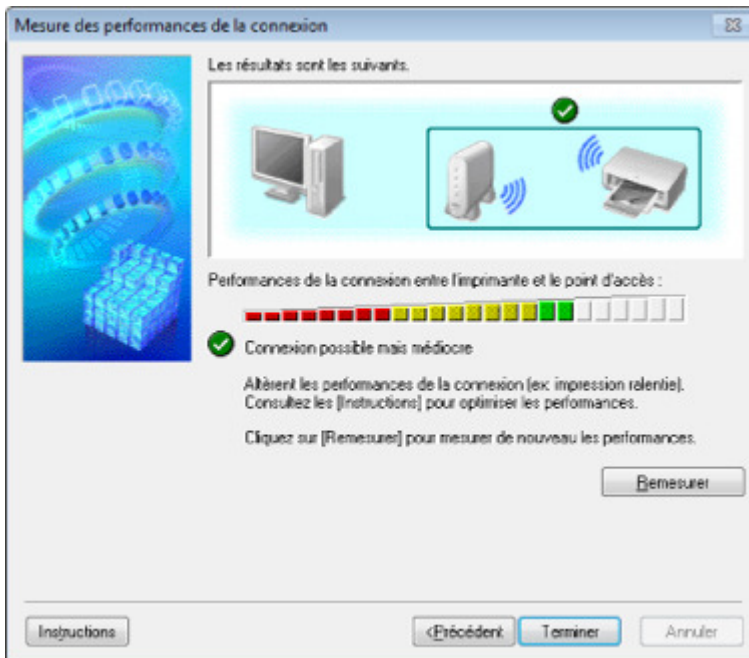 Mesure des performances de la connexion
Les résultats sont les suivants.
Performances de la connexion entre l'imprimante et le point d'accès :
Connexion possible mais médiocre
Altèrent les performances de la connexion (ex: impression ralentie).
Consultez les [Instructions] pour optimiser les performances.
Cliquez sur [Remesurer] pour mesurer de nouveau les performances.
Remesurer
Instructions
<Précédent
Terminer
Annuler